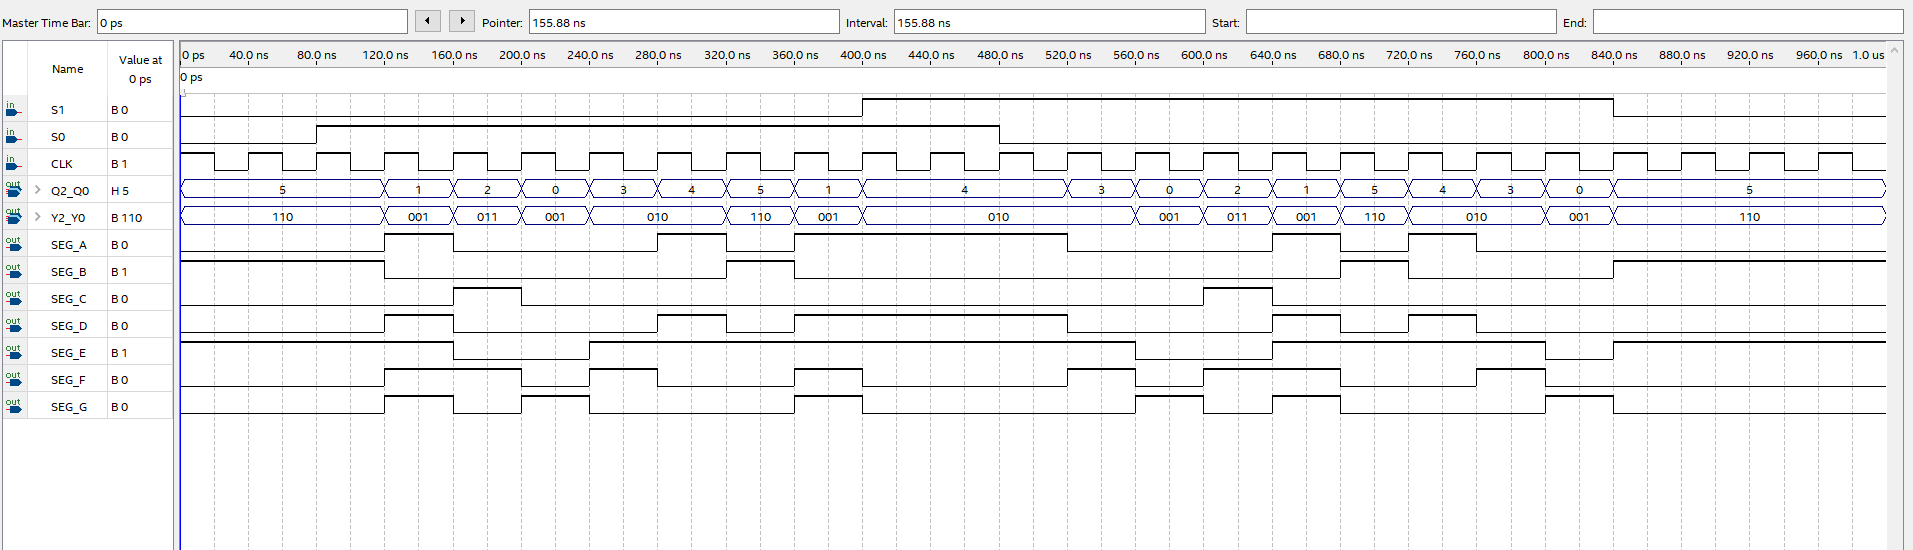 Master Time Bar: 0 ps Pointer: 155.88 ns Interval: 155.88 ns Start: End:
Name Value at 0 ps
0 ps 40.0 ns 80.0 ns 120.0 ns 160.0 ns 200.0 ns 240.0 ns 280.0 ns 320.0 ns 360.0 ns 400.0 ns 440.0 ns 480.0 ns 520.0 ns 560.0 ns 600.0 ns 640.0 ns 680.0 ns 720.0 ns 760.0 ns 800.0 ns 840.0 ns 880.0 ns 920.0 ns 960.0 ns 1.0 us
0 ps
in S1 B 0
in S0 B 0
in CLK B 1
out Q2_Q0 H 5 5 1 2 0 3 4 5 1 4 3 0 2 1 5 4 3 0 5
out Y2_Y0 B 110 110 001 011 001 010 110 001 010 001 011 001 110 010 001 110
out SEG_A B 0
out SEG_B B 1
out SEG_C B 0
out SEG_D B 0
out SEG_E B 1
out SEG_F B 0
out SEG_G B 0